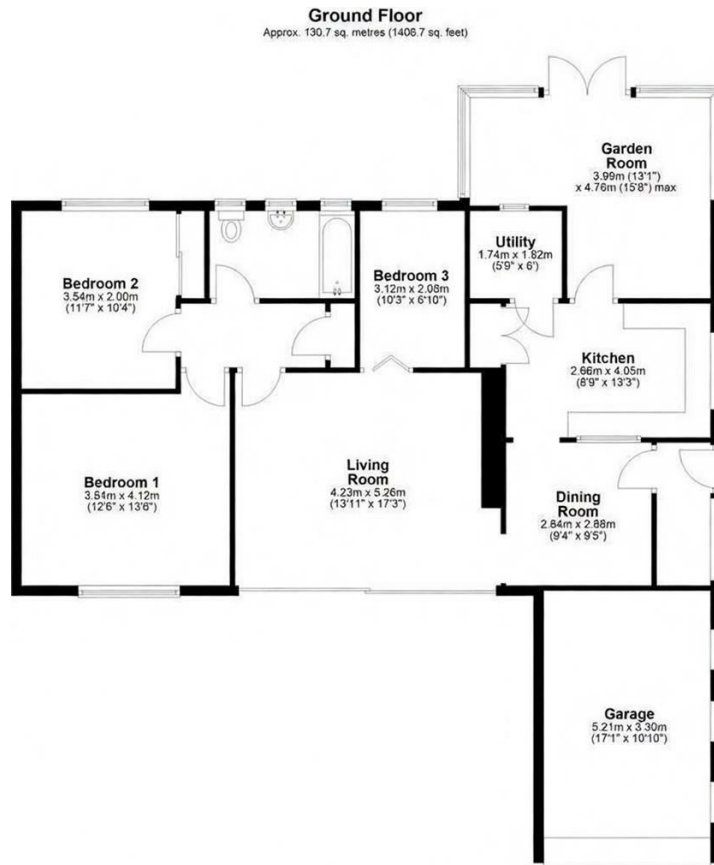 Ground Floor
Approx. 130.7 sq. metres (1406.7 sq. feet)
Garden
Room
3.99m (13'1")
x 4.76m (15'8") max
Utility
1.74m x 1.82m
(5'9" x 6')
Bedroom 2
3.54m x 2.00m
(11'7" x 10'4")
Bedroom 3
3.12m x 2.08m
(10'3" x 6'10")
Kitchen
2.66m x 4.05m
(8'9" x 13'3")
Bedroom 1
3.81m x 4.12m
(12'6" x 13'6")
Living
Room
4.23m x 5.26m
(13'11" x 17'3")
Dining
Room
2.84m x 2.88m
(9'4" x 9'5")
Garage
5.21m x 3.30m
(17'1" x 10'10")